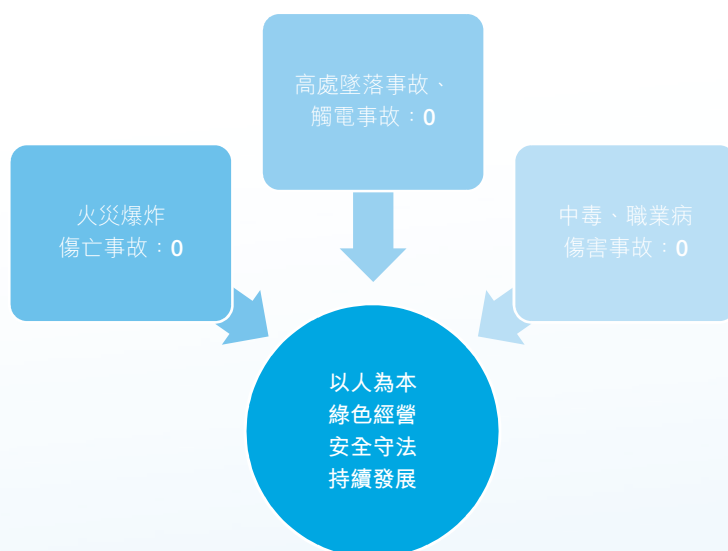 高處墜落事故、
觸電事故：0
火災爆炸
傷亡事故：0
中毒、職業病
傷害事故：0
以人為本
綠色經營
安全守法
持續發展